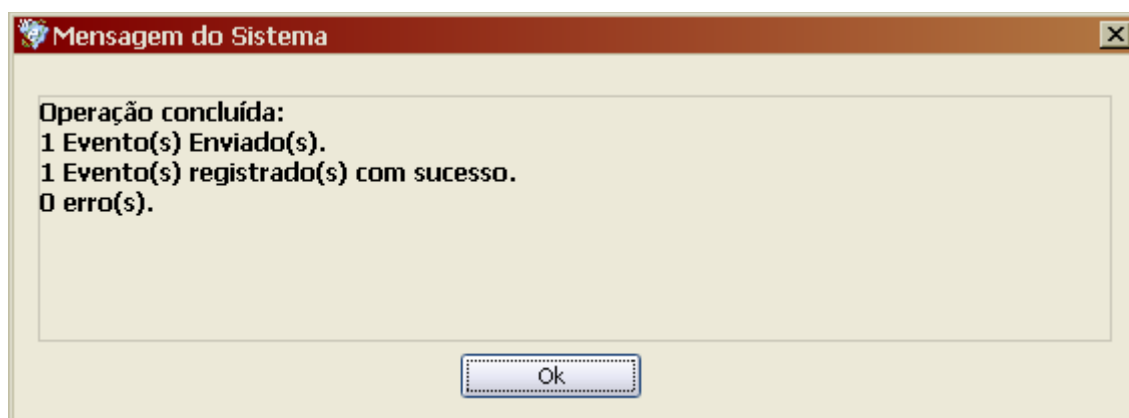 Mensagem do Sistema
Operação concluída:
1 Evento(s) Enviado(s).
1 Evento(s) registrado(s) com sucesso.
0 erro(s).
Ok